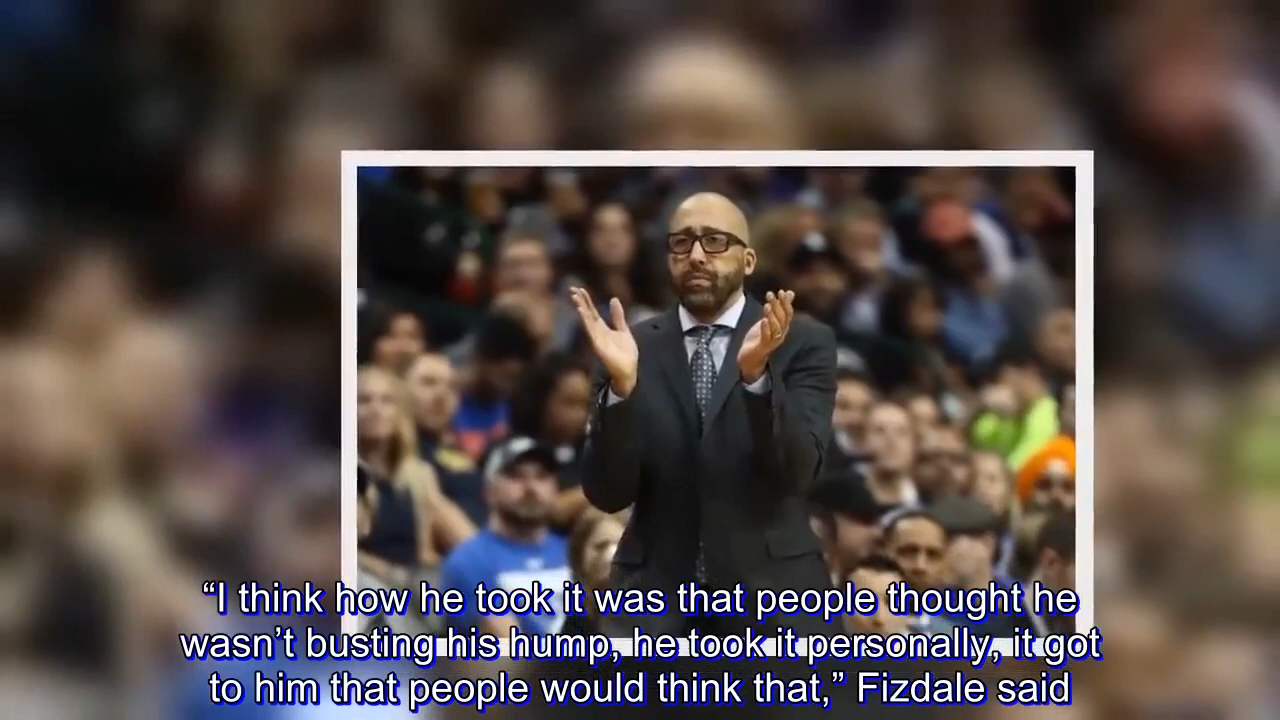 “I think how he took it was that people thought he
wasn’t busting his hump, he took it personally, it got
to him that people would think that,” Fizdale said